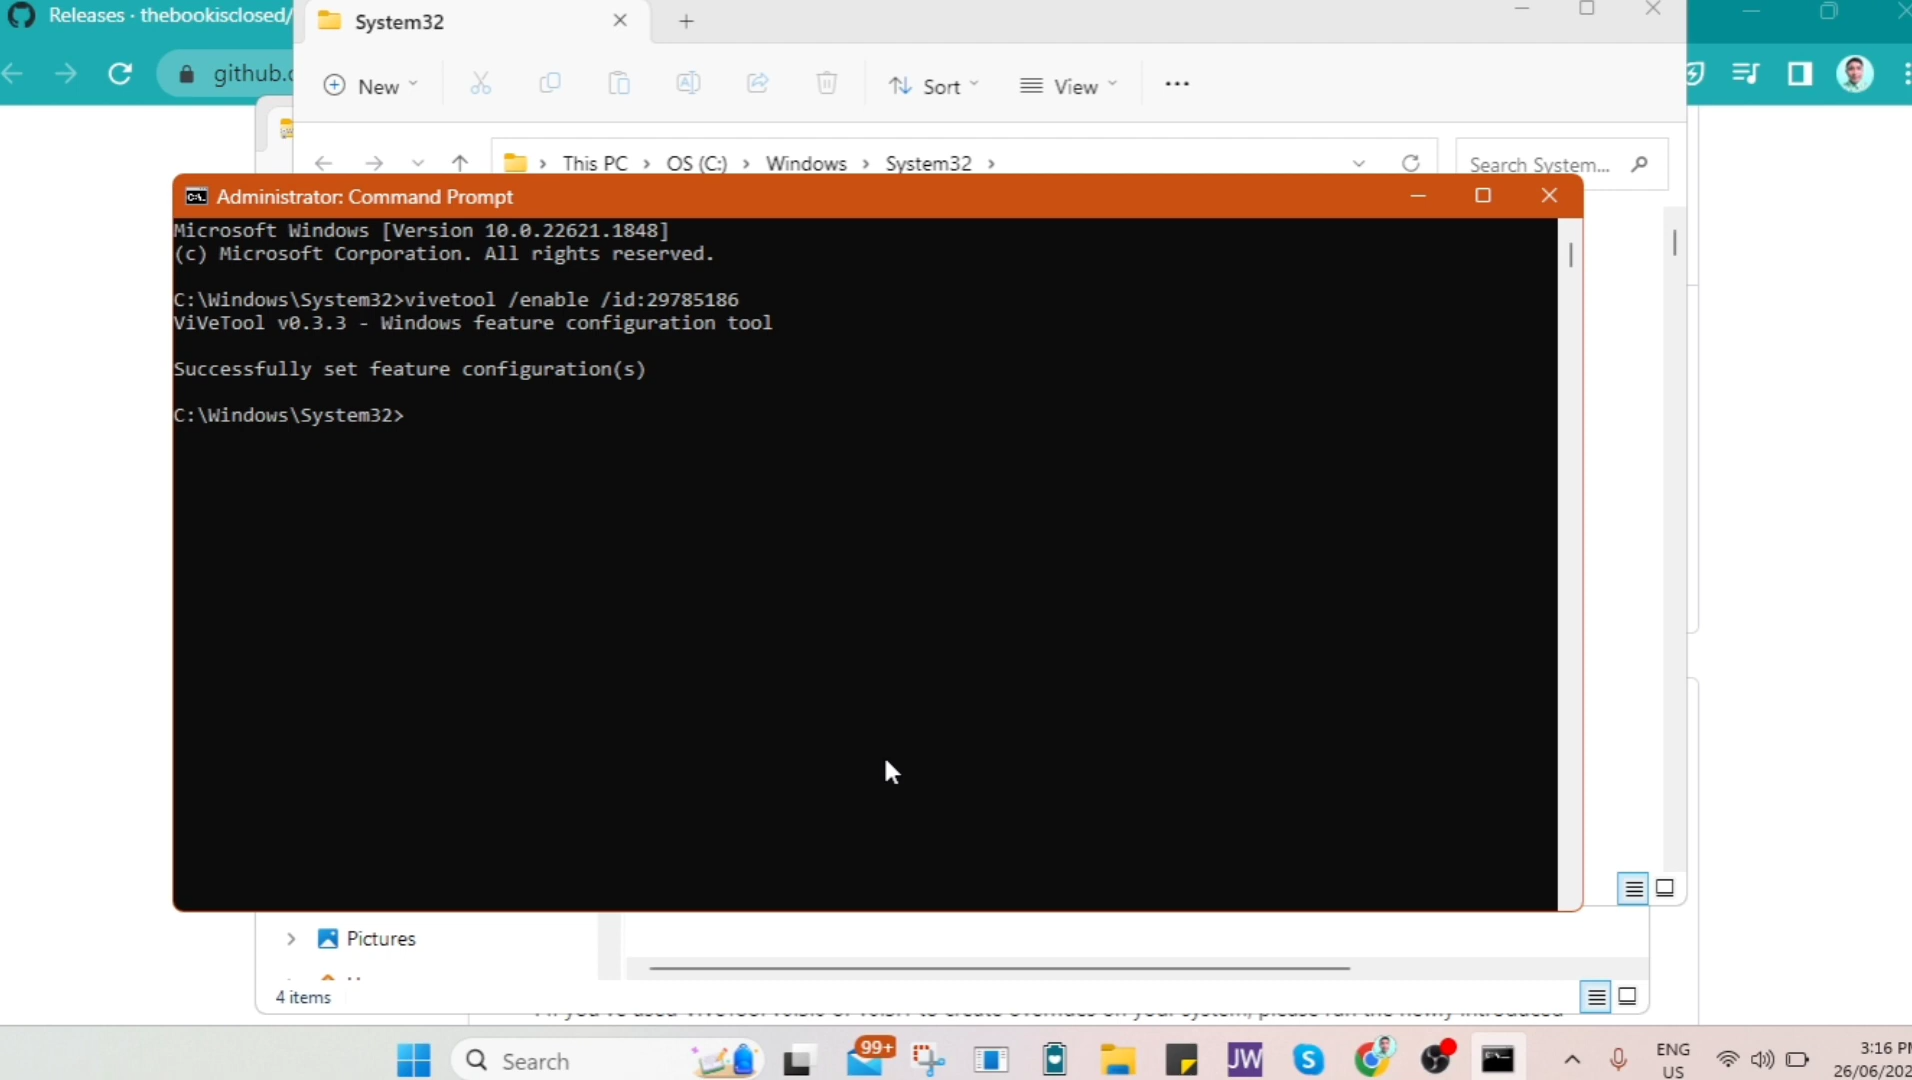 Releases · thebookisclosed/
System32
github.c
New
Sort
View
This PC > OS (C:) > Windows > System32 >
Search System...
Administrator: Command Prompt
Microsoft Windows [Version 10.0.22621.1848]
(c) Microsoft Corporation. All rights reserved.
C:\Windows\System32>vivetool /enable /id:29785186
ViVeTool v0.3.3 - Windows feature configuration tool
Successfully set feature configuration(s)
C:\Windows\System32>
Pictures
4 items
Search
99+
JW
ENG
US
3:16 PM
26/06/202